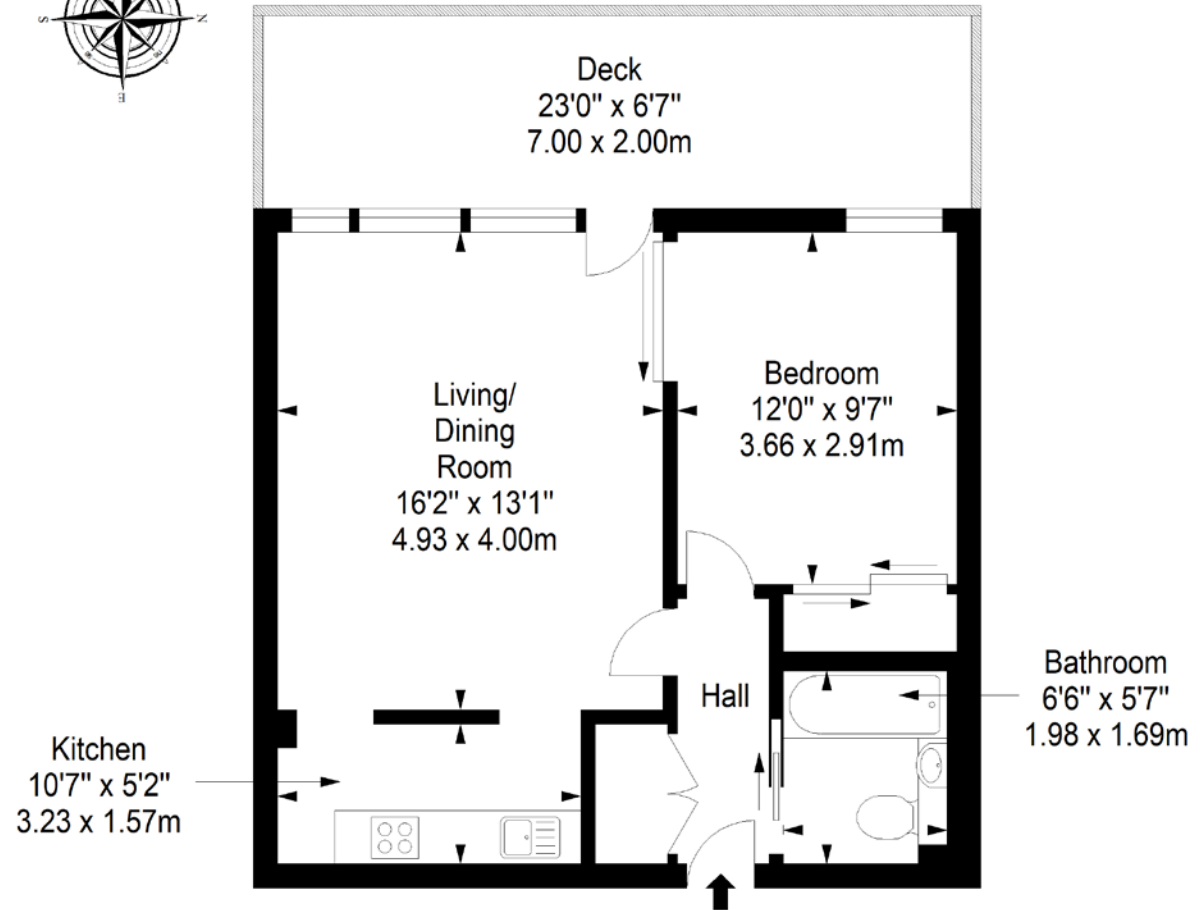 S
N
E
Deck
23'0" x 6'7"
7.00 x 2.00m
Living/
Dining
Room
16'2" x 13'1"
4.93 x 4.00m
Bedroom
12'0" x 9'7"
3.66 x 2.91m
Hall
Bathroom
6'6" x 5'7"
1.98 x 1.69m
Kitchen
10'7" x 5'2"
3.23 x 1.57m